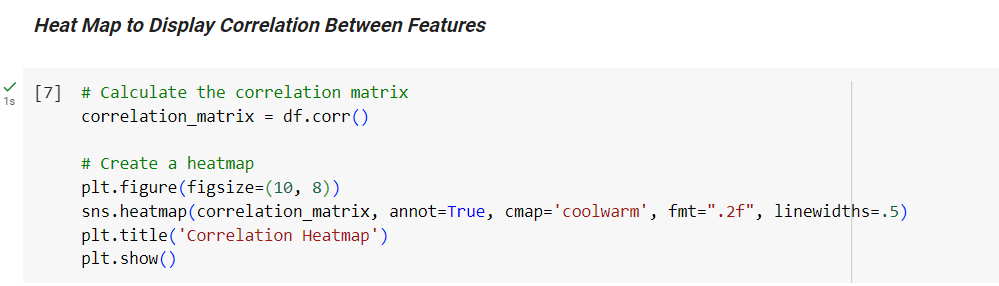 Heat Map to Display Correlation Between Features
[7] # Calculate the correlation matrix
1s correlation_matrix = df.corr()
# Create a heatmap
plt.figure(figsize=(10, 8))
sns.heatmap(correlation_matrix, annot=True, cmap='coolwarm', fmt=".2f", linewidths=.5)
plt.title('Correlation Heatmap')
plt.show()